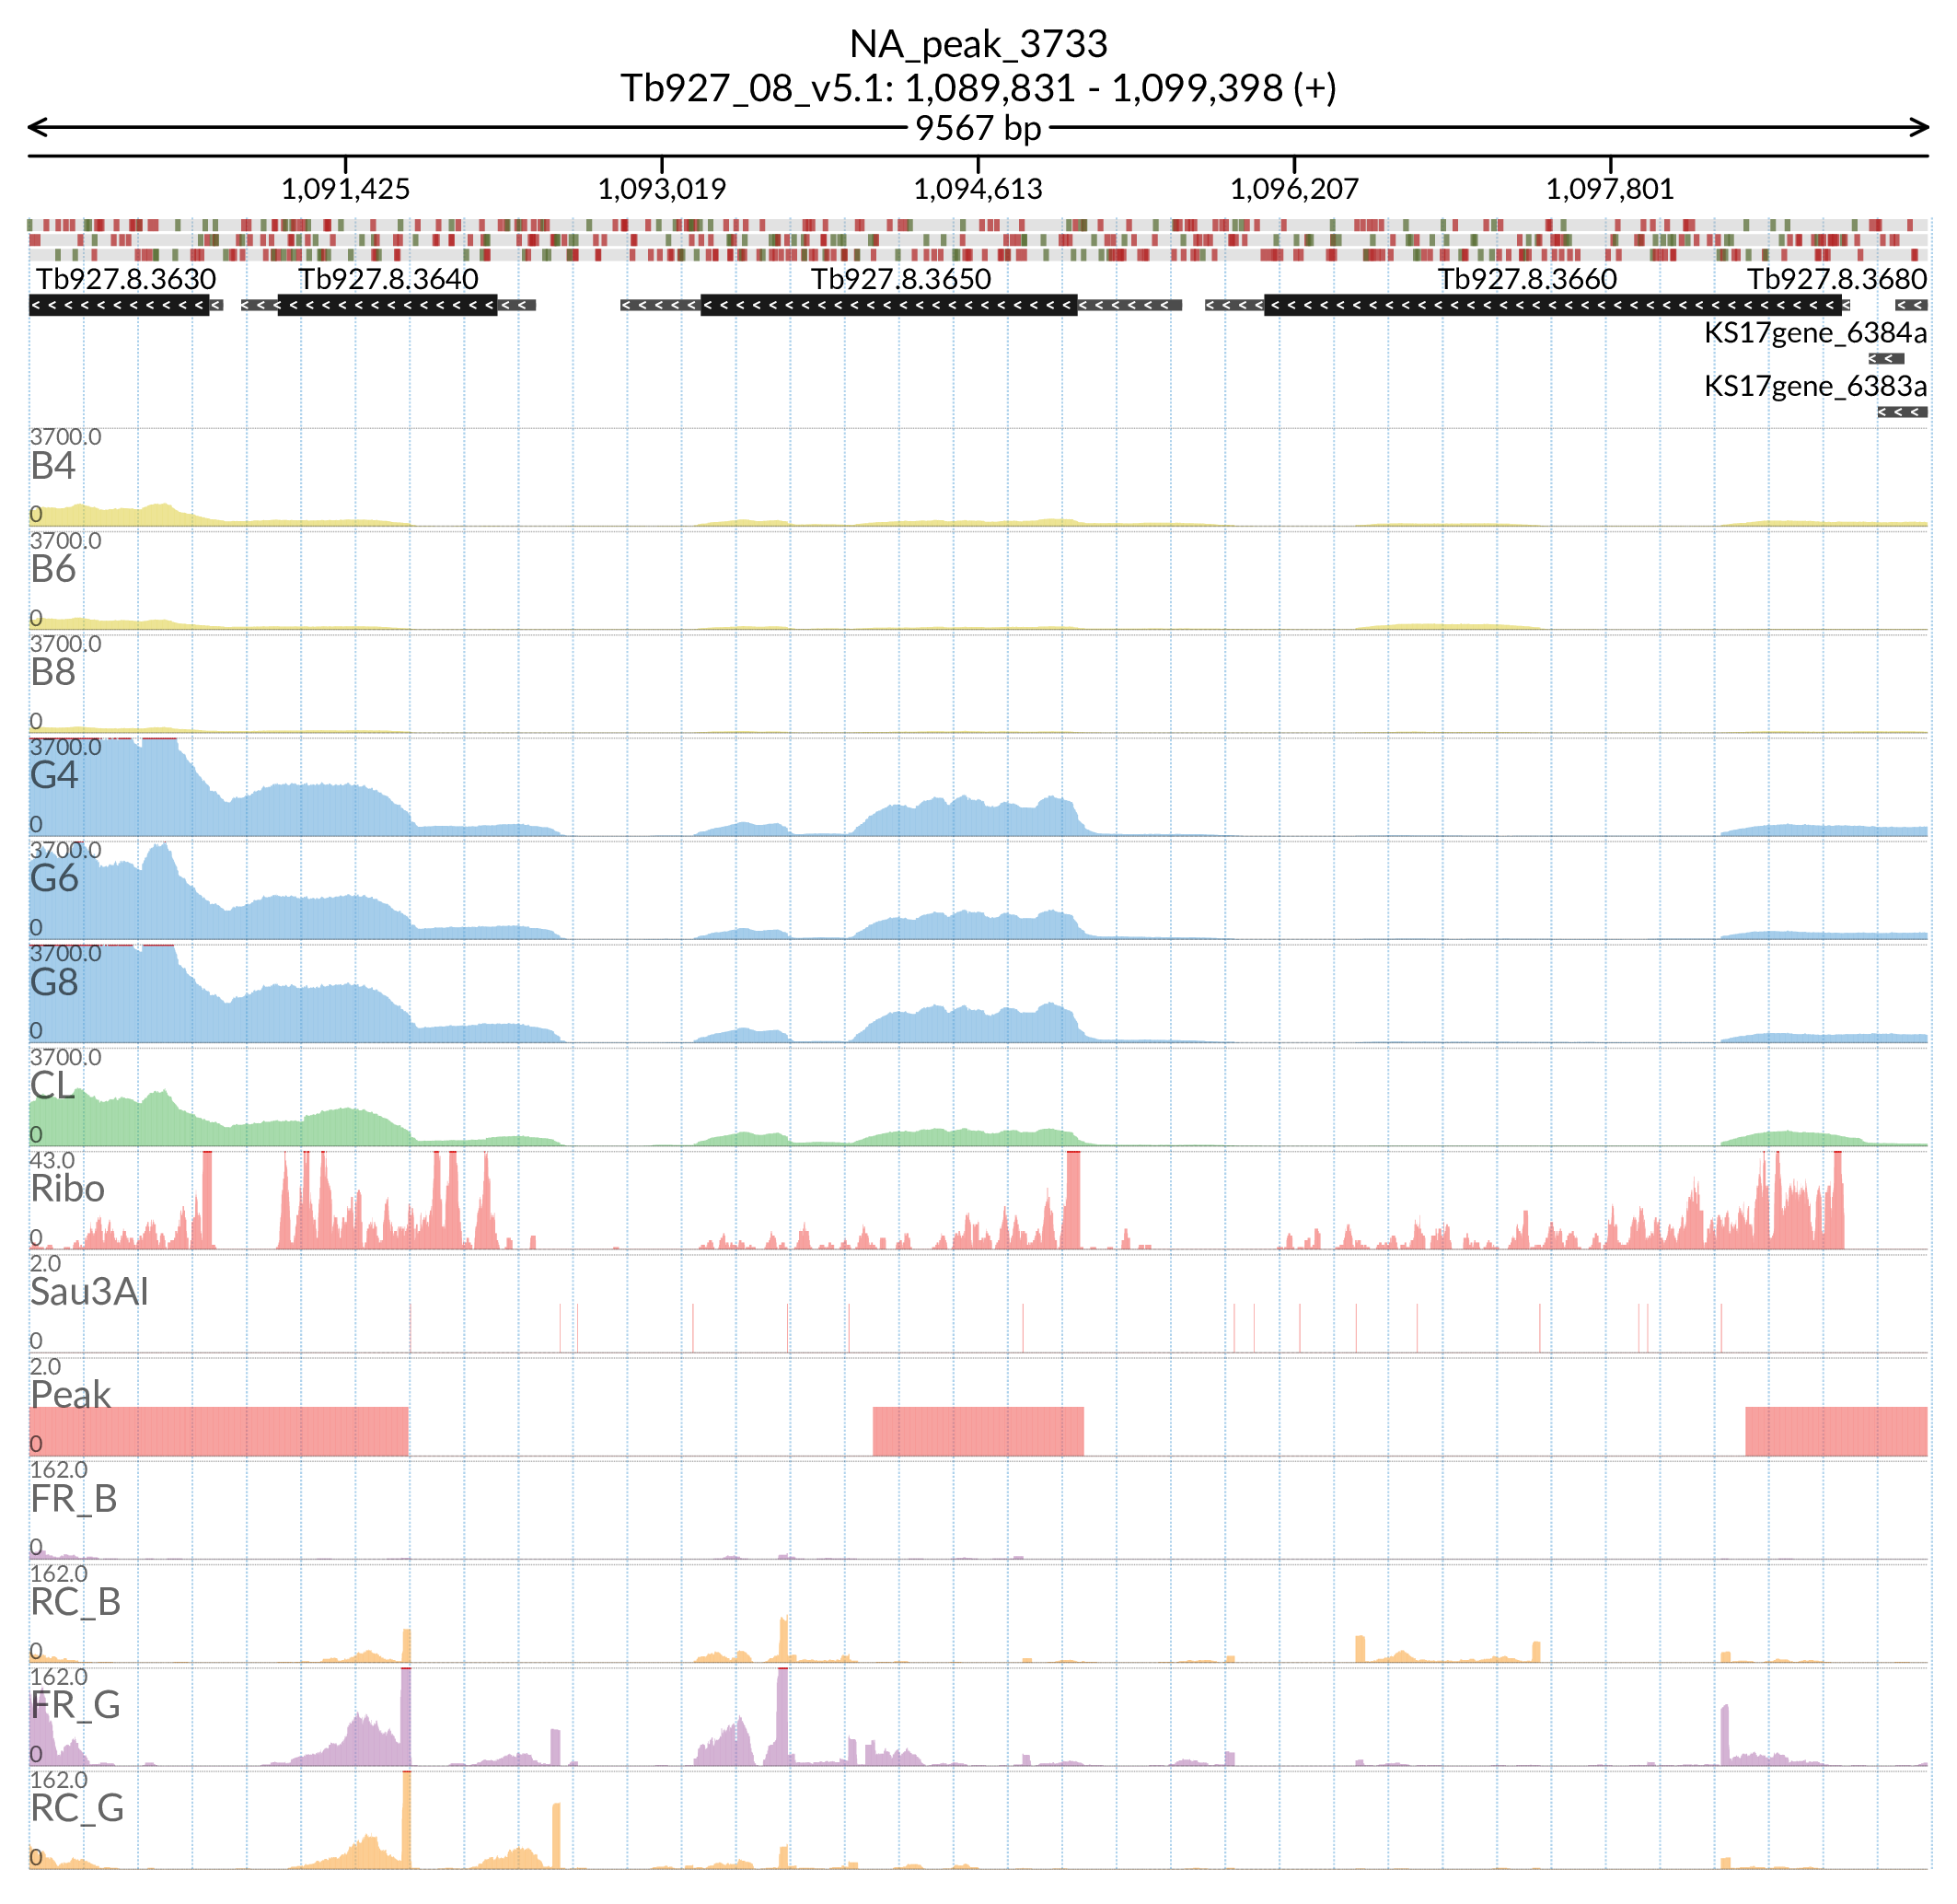 NA_peak_3733
Tb927_08_v5.1: 1,089,831 - 1,099,398 (+)
9567 bp
1,091,425 1,093,019 1,094,613 1,096,207 1,097,801
Tb927.8.3630 Tb927.8.3640 Tb927.8.3650 Tb927.8.3660 Tb927.8.3680
KS17gene_6384a
KS17gene_6383a
3700.0
B4
0
3700.0
B6
0
3700.0
B8
0
3700.0
G4
0
3700.0
G6
0
3700.0
G8
0
3700.0
CL
0
43.0
Ribo
0
2.0
Sau3AI
0
2.0
Peak
0
162.0
FR_B
0
162.0
RC_B
0
162.0
FR_G
0
162.0
RC_G
0